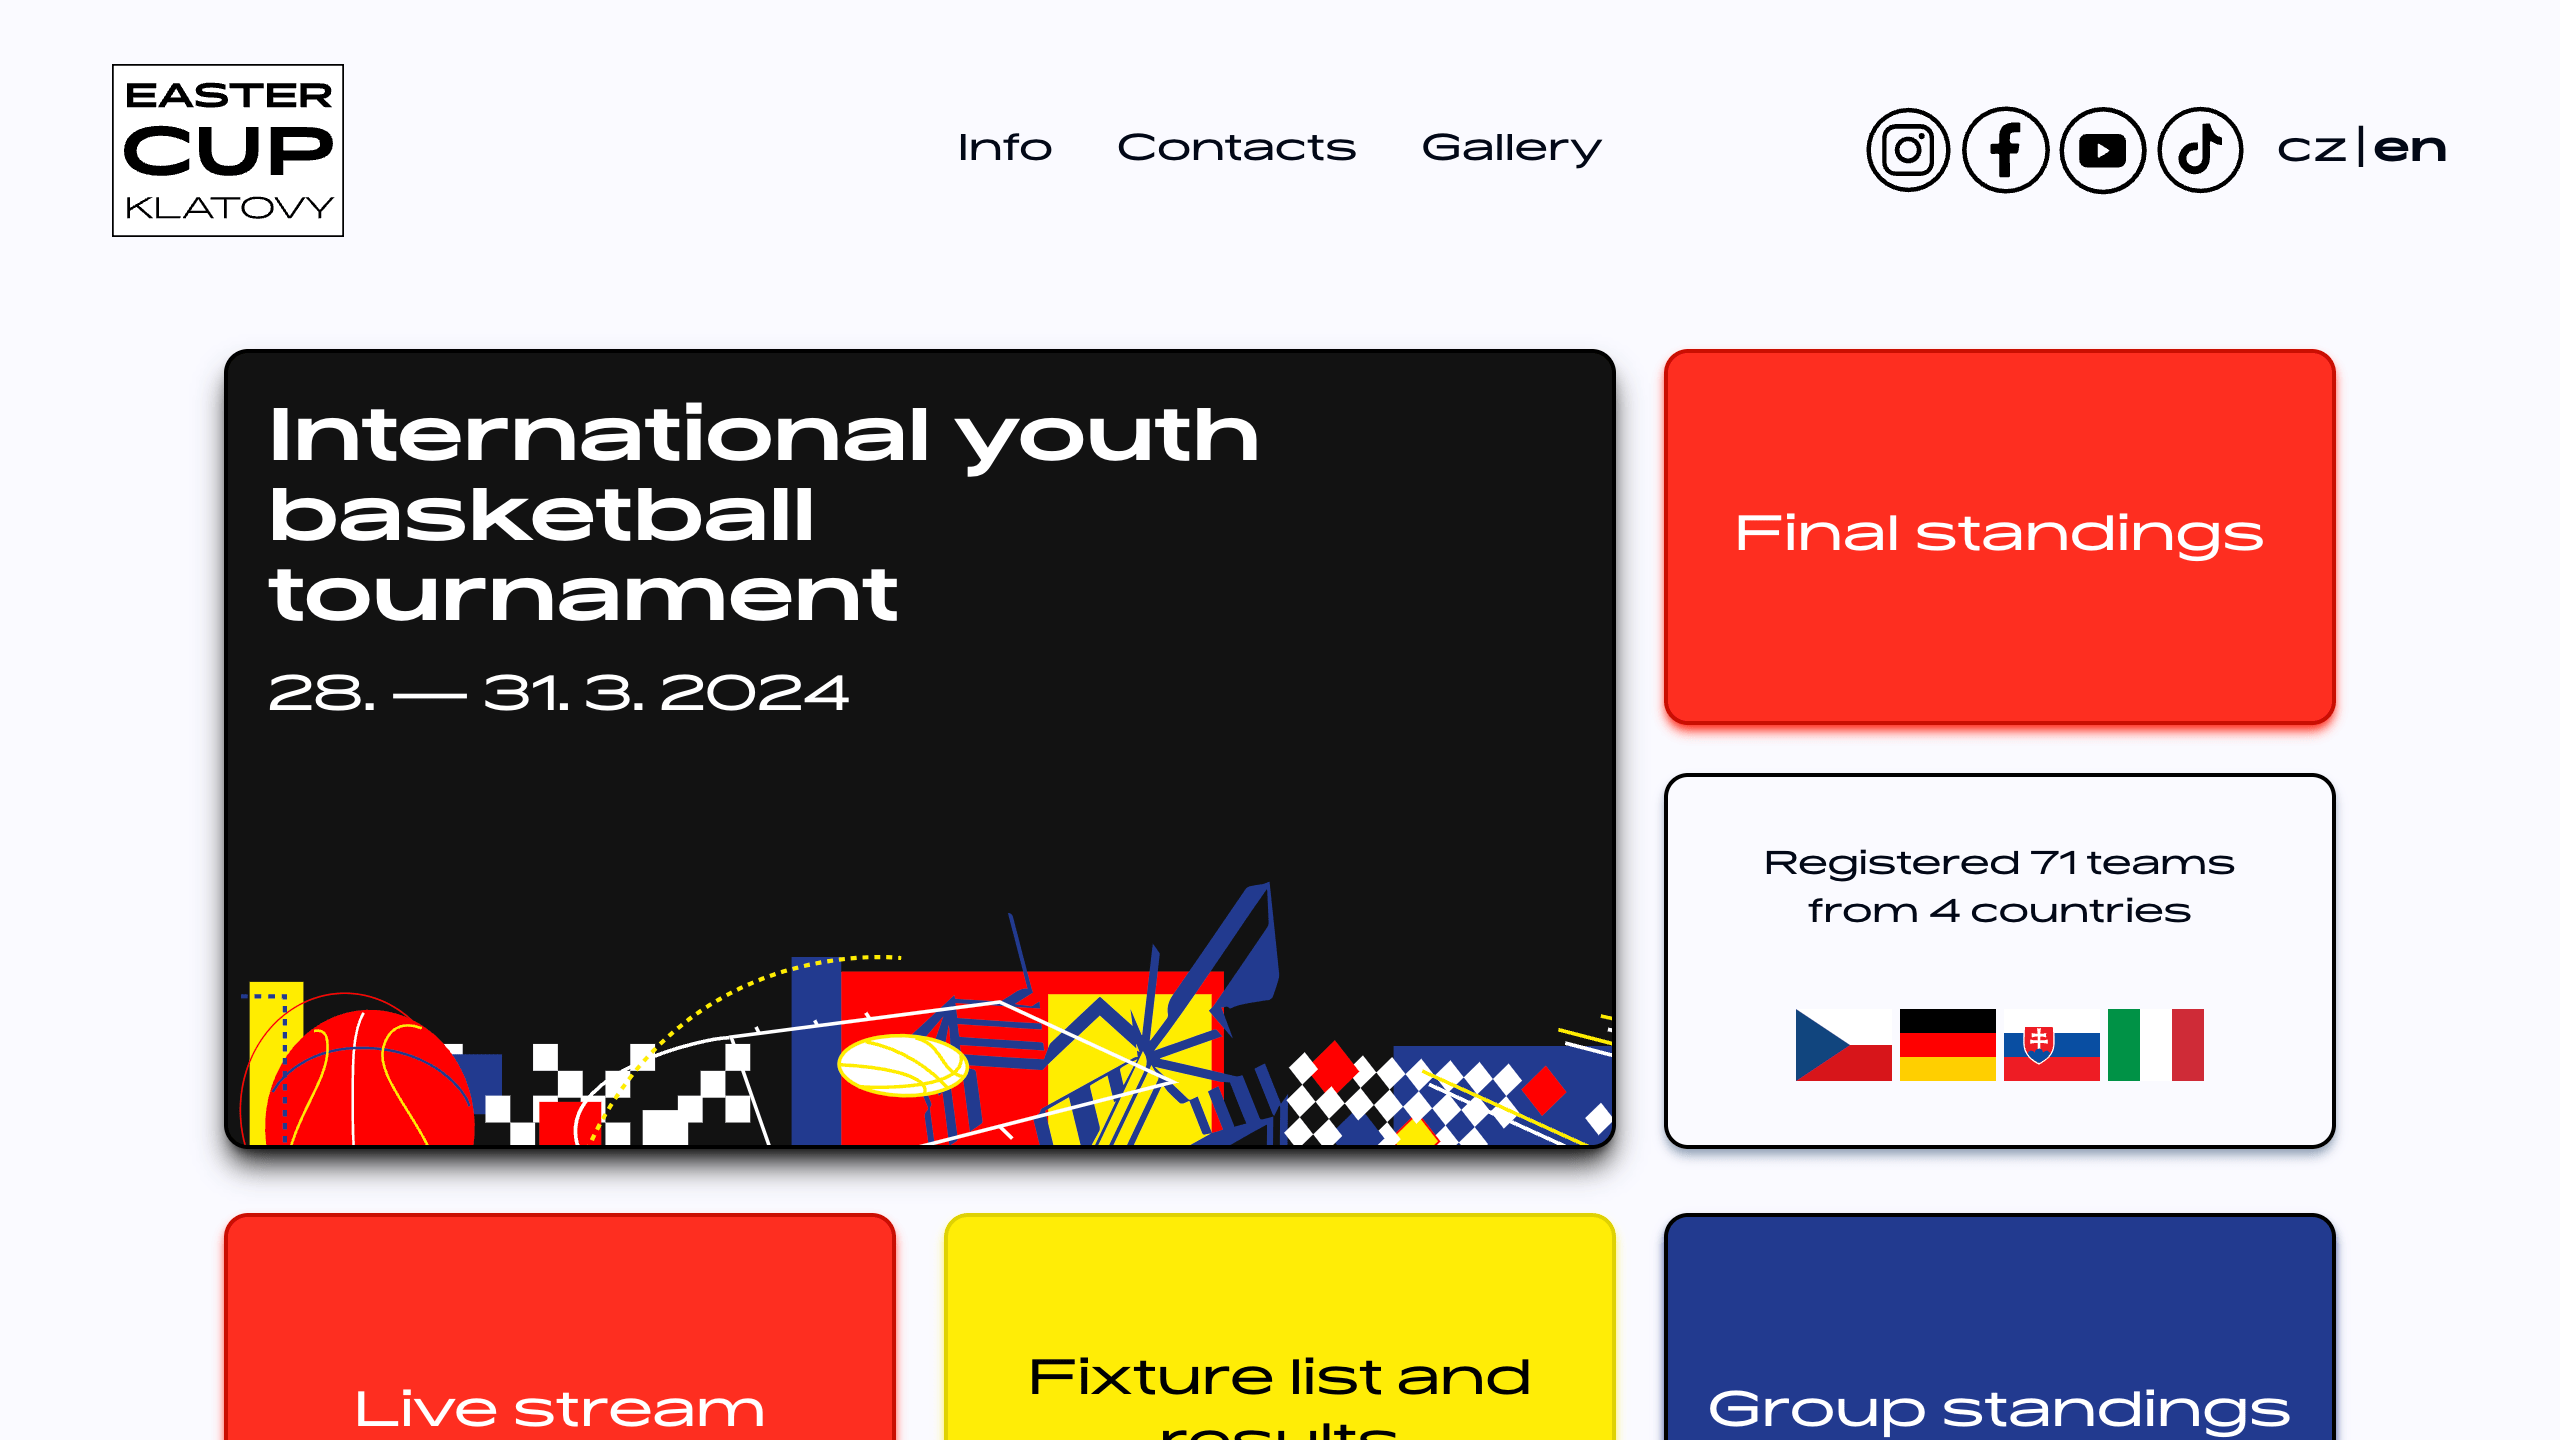 EASTER
CUP
KLATOVY
Info
Contacts
Gallery
cz|en
International youth
basketball
tournament
28. — 31. 3. 2024
Final standings
Registered 71 teams
from 4 countries
Live stream
Fixture list and
results
Group standings